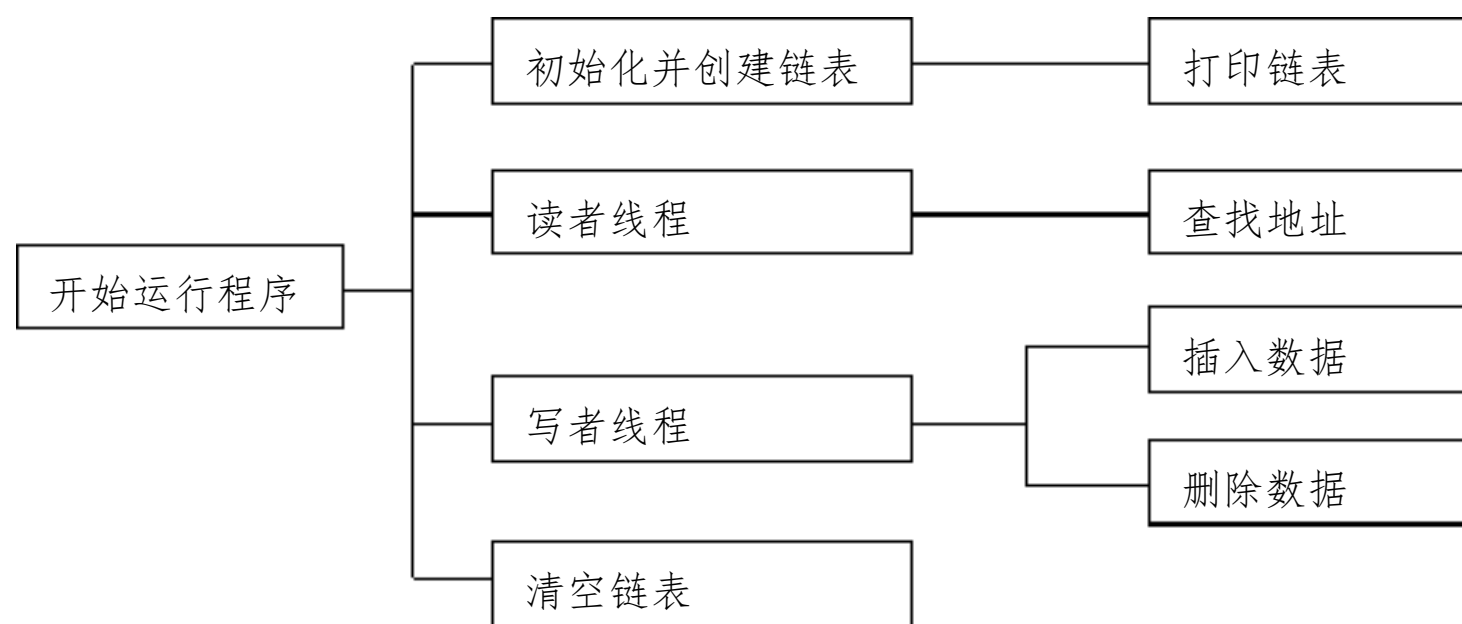 初始化并创建链表
打印链表
读者线程
查找地址
开始运行程序
插入数据
写者线程
删除数据
清空链表